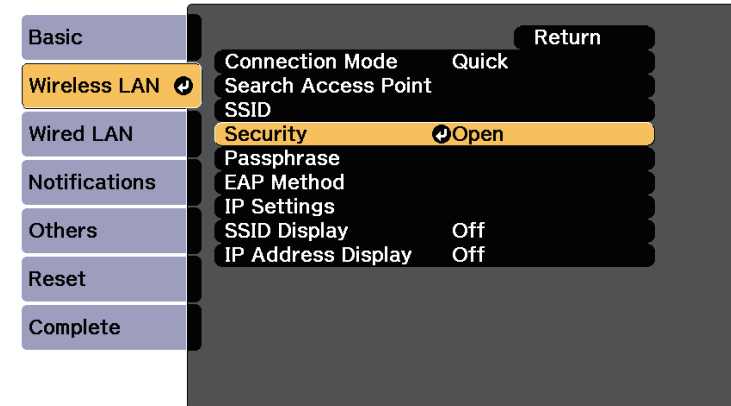 Basic
Wireless LAN
Wired LAN
Notifications
Others
Reset
Complete
Return
Connection Mode Quick
Search Access Point
SSID
Security Open
Passphrase
EAP Method
IP Settings
SSID Display Off
IP Address Display Off